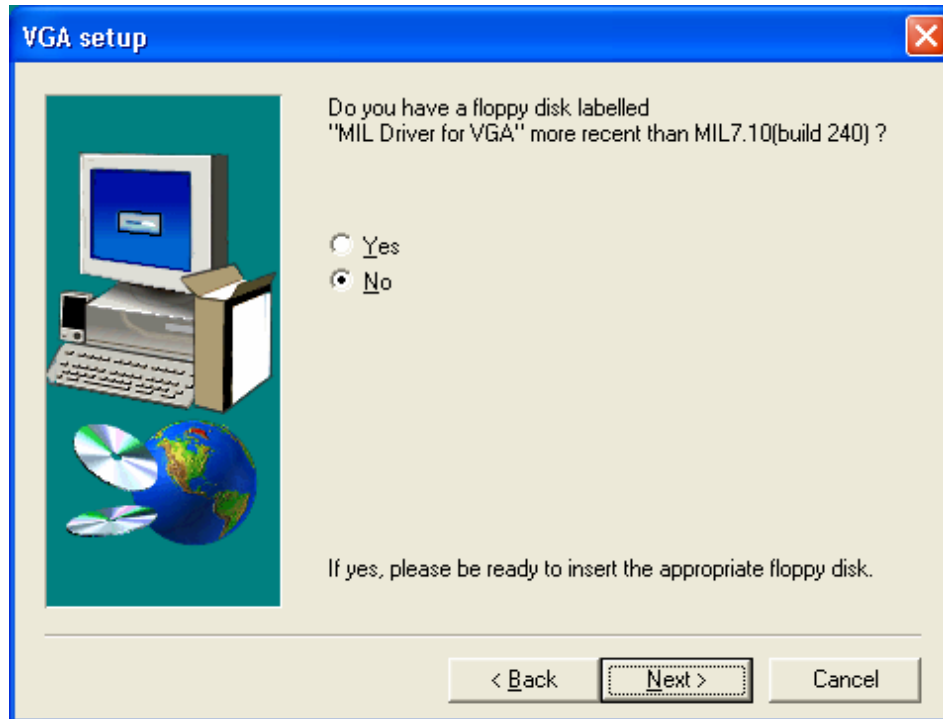 VGA setup
Do you have a floppy disk labelled
"MIL Driver for VGA" more recent than MIL7.10(build 240) ?
Yes
No
If yes, please be ready to insert the appropriate floppy disk.
< Back Next > Cancel